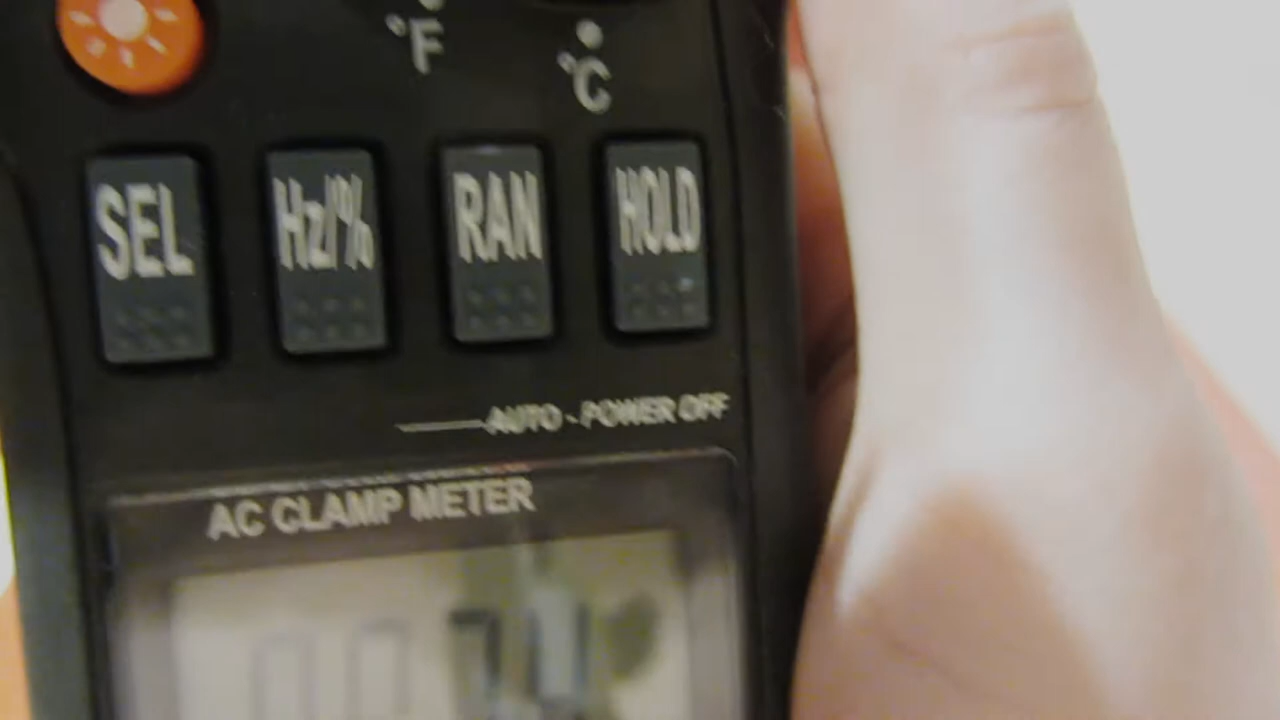 °F
°C
SEL Hz/% RAN HOLD
AUTO - POWER OFF
AC CLAMP METER